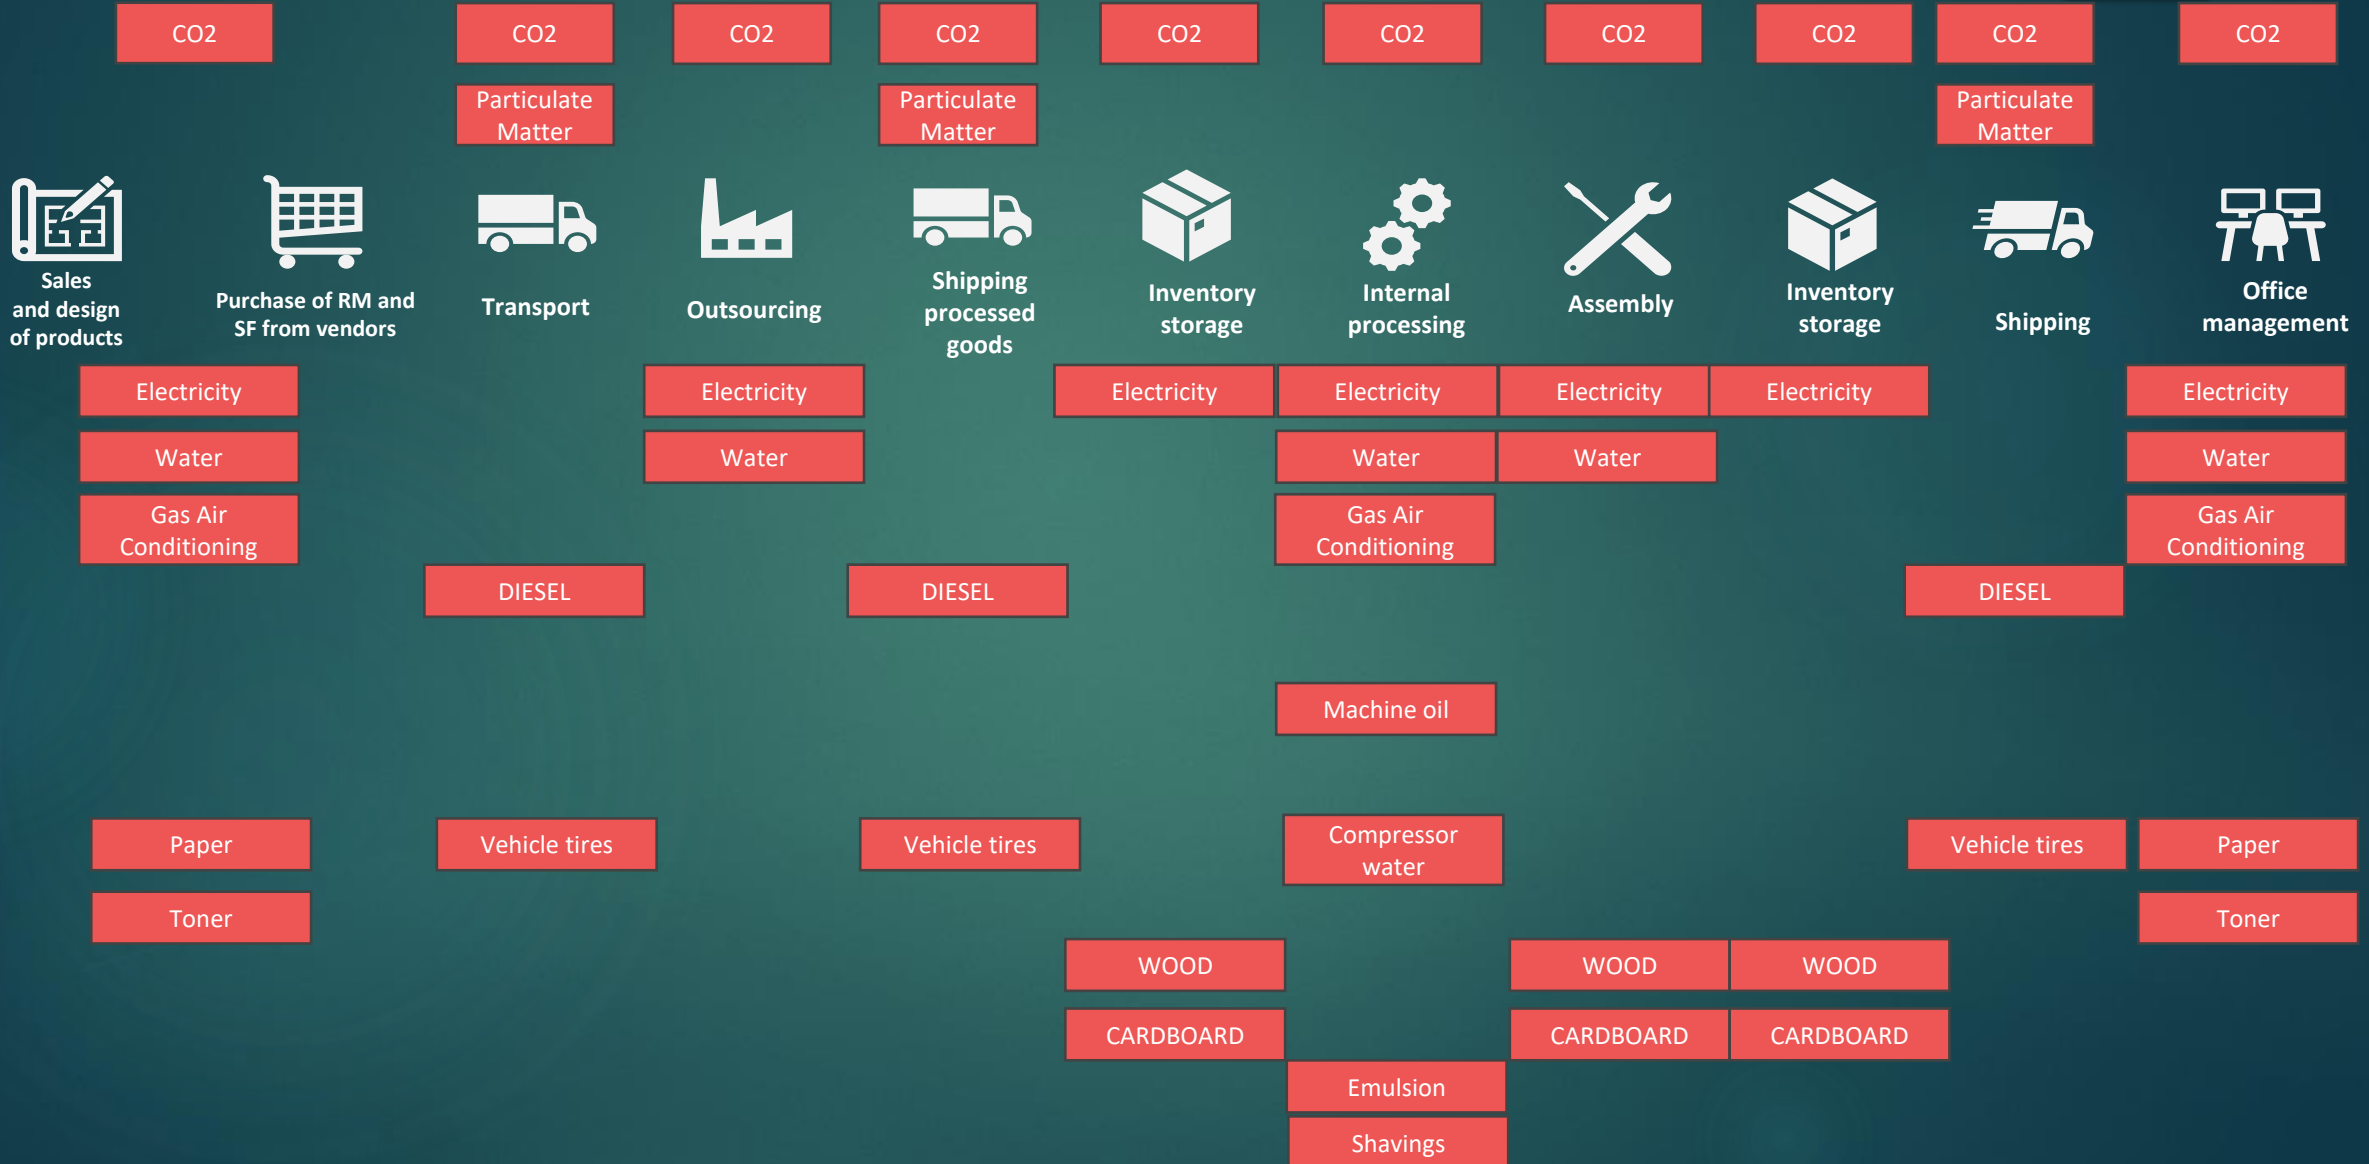 CO2
CO2
CO2
CO2
CO2
CO2
CO2
CO2
CO2
CO2
Particulate
Matter
Particulate
Matter
Particulate
Matter
Sales
and design
of products
Purchase of RM and
SF from vendors
Transport
Outsourcing
Shipping
processed
goods
Inventory
storage
Internal
processing
Assembly
Inventory
storage
Shipping
Office
management
Electricity
Electricity
Electricity
Electricity
Electricity
Electricity
Electricity
Water
Water
Water
Water
Water
Gas Air
Conditioning
Gas Air
Conditioning
Gas Air
Conditioning
DIESEL
DIESEL
DIESEL
Machine oil
Paper
Vehicle tires
Vehicle tires
Compressor
water
Vehicle tires
Paper
Toner
Toner
WOOD
WOOD
WOOD
CARDBOARD
CARDBOARD
CARDBOARD
Emulsion
Shavings